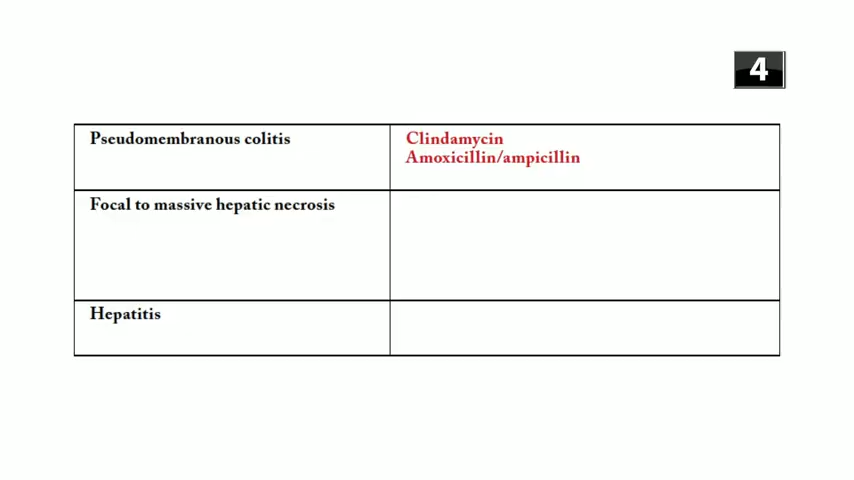 4
Pseudomembranous colitis
Clindamycin
Amoxicillin/ampicillin
Focal to massive hepatic necrosis
Hepatitis